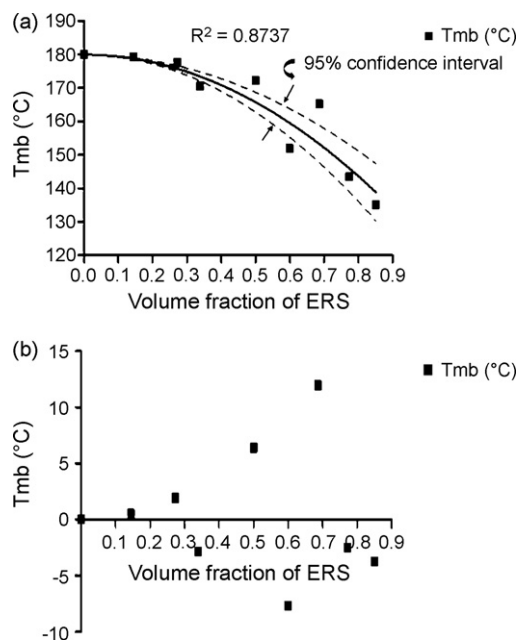 (a)
R² = 0.8737
Tmb (°C)
95% confidence interval
190
180
170
160
150
140
130
120
Tmb (°C)
0.0 0.1 0.2 0.3 0.4 0.5 0.6 0.7 0.8 0.9
Volume fraction of ERS
(b)
Tmb (°C)
15
10
5
0
-5
-10
Tmb (°C)
0.1 0.2 0.3 0.4 0.5 0.6 0.7 0.8 0.9
Volume fraction of ERS